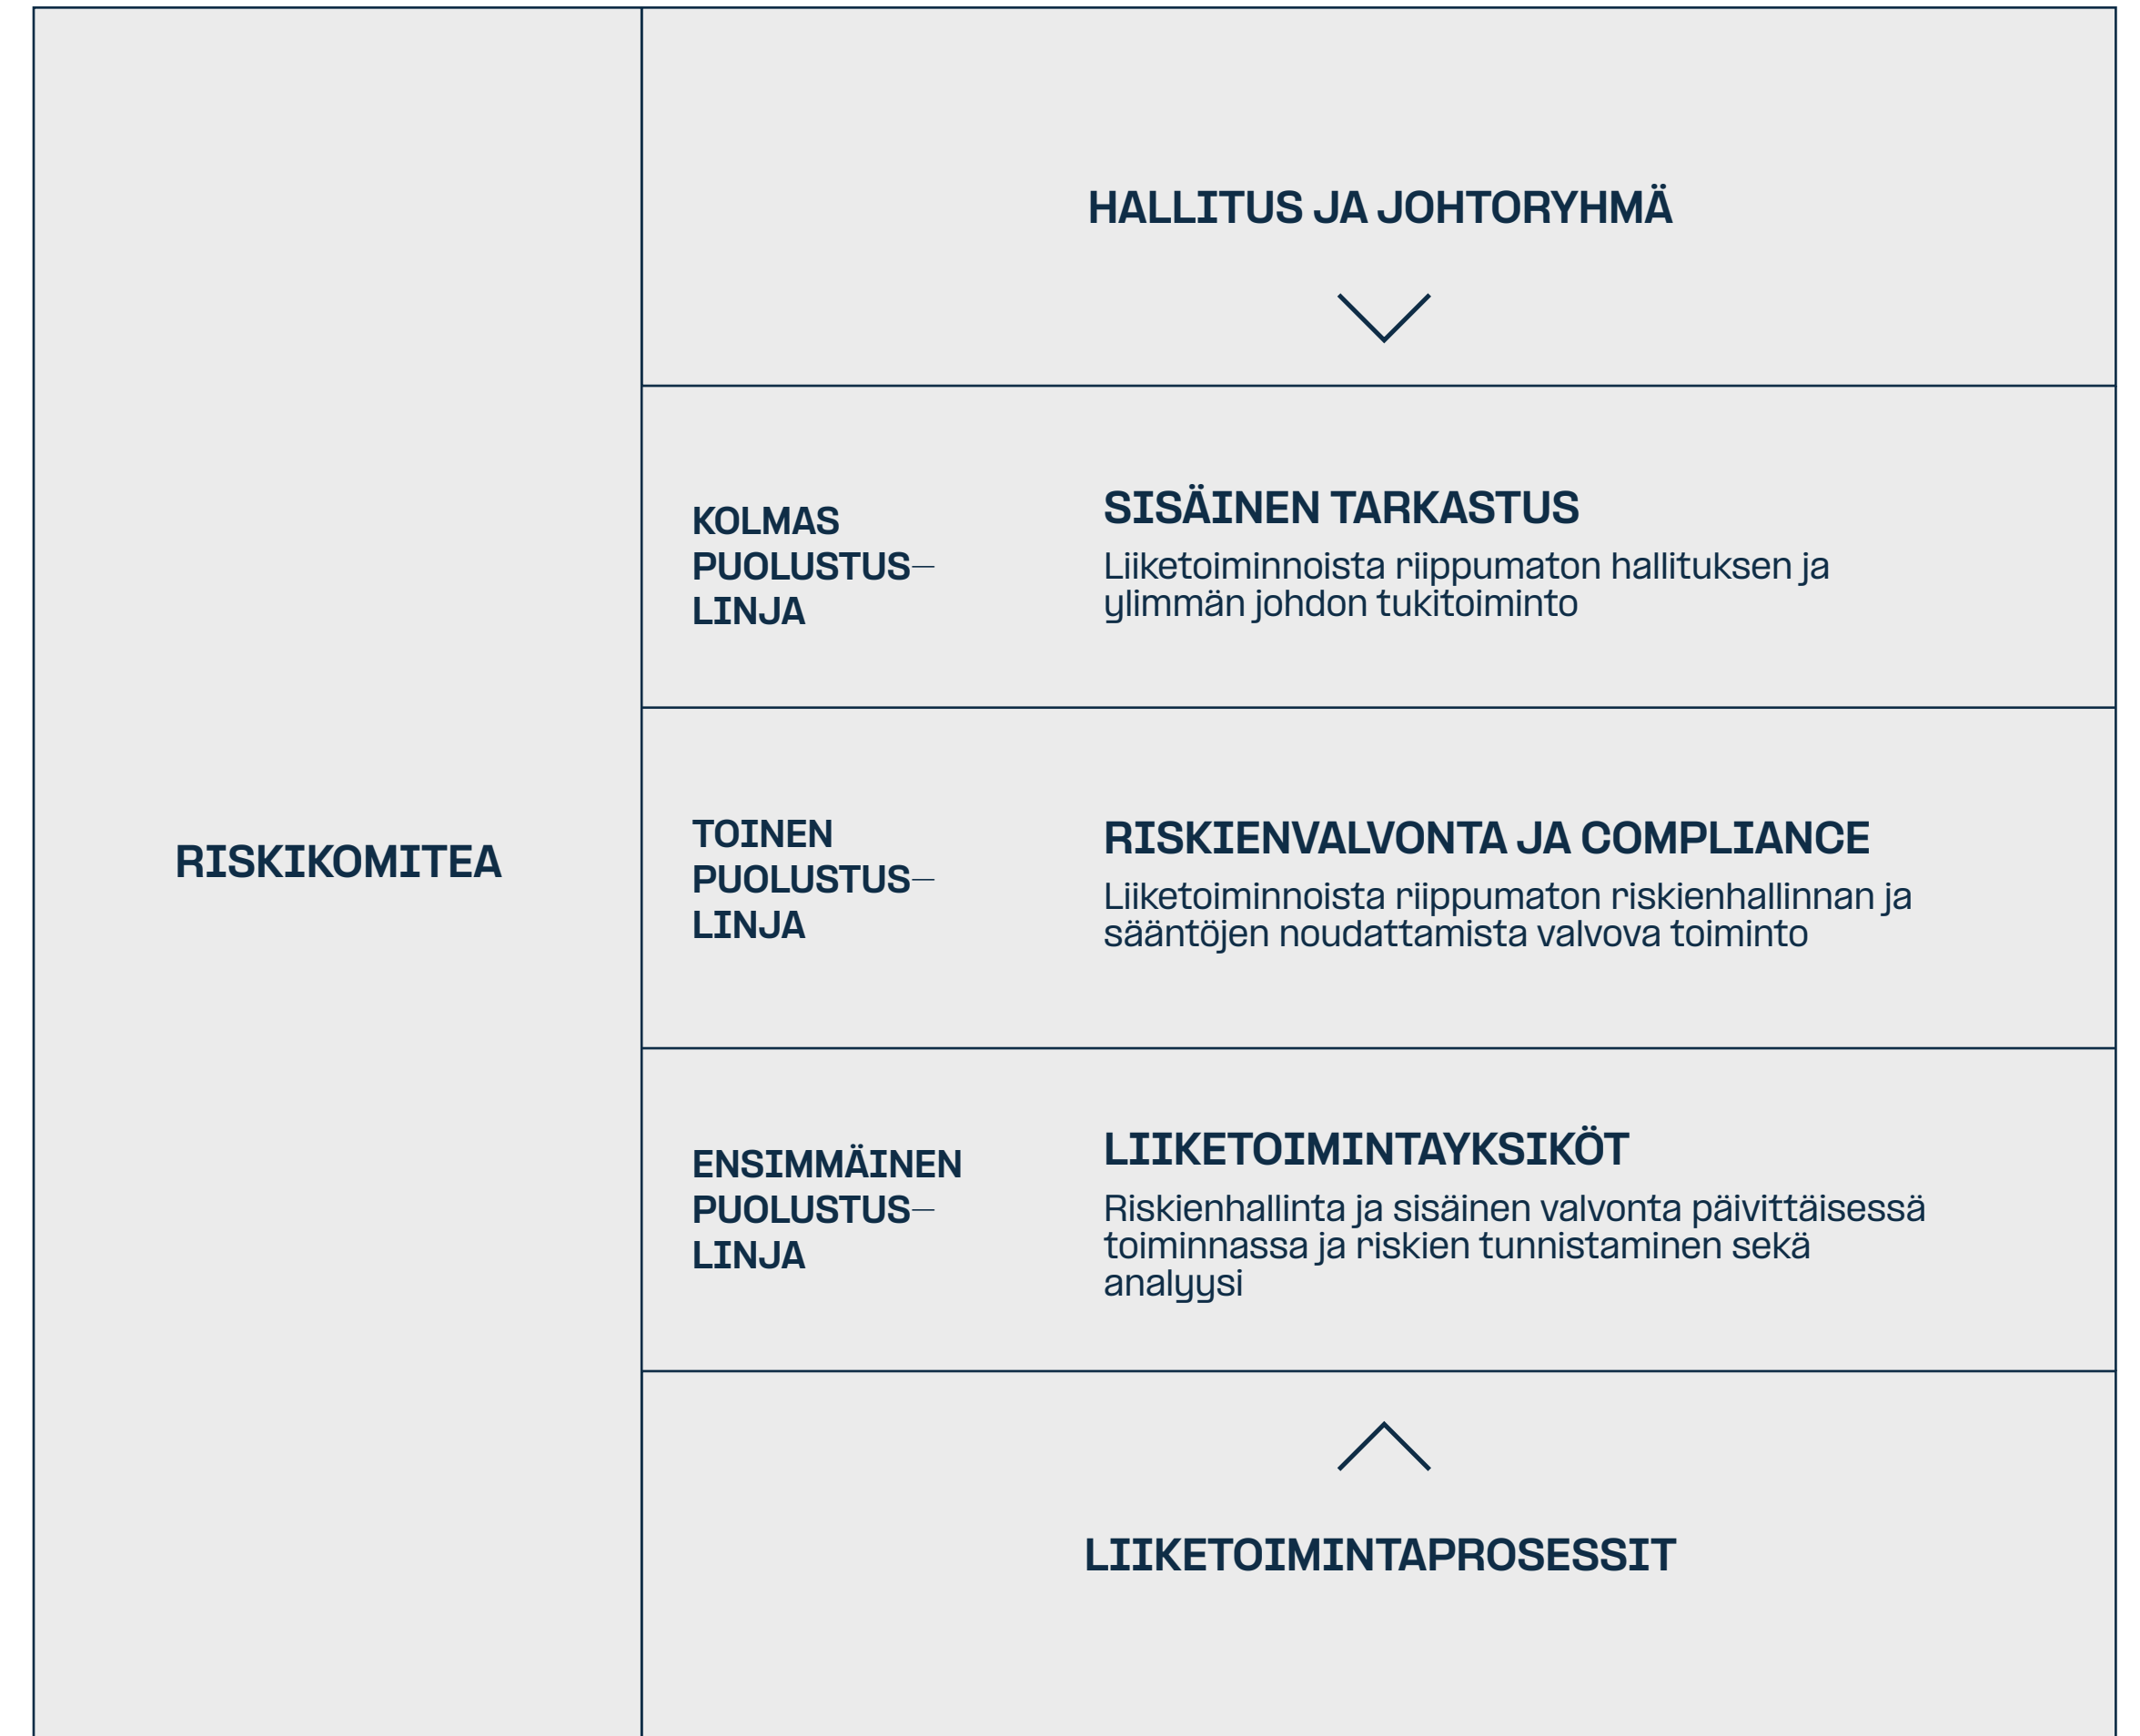 RISKIKOMITEA
HALLITUS JA JOHTORYHMÄ
KOLMAS
PUOLUSTUS–
LINJA
SISÄINEN TARKASTUS
Liiketoiminnoista riippumaton hallituksen ja
ylimmän johdon tukitoiminto
TOINEN
PUOLUSTUS–
LINJA
RISKIENVALVONTA JA COMPLIANCE
Liiketoiminnoista riippumaton riskienhallinnan ja
sääntöjen noudattamista valvova toiminto
ENSIMMÄINEN
PUOLUSTUS–
LINJA
LIIKETOIMINTAYKSIKÖT
Riskienhallinta ja sisäinen valvonta päivittäisessä
toiminnassa ja riskien tunnistaminen sekä
analyysi
LIIKETOIMINTAPROSESSIT